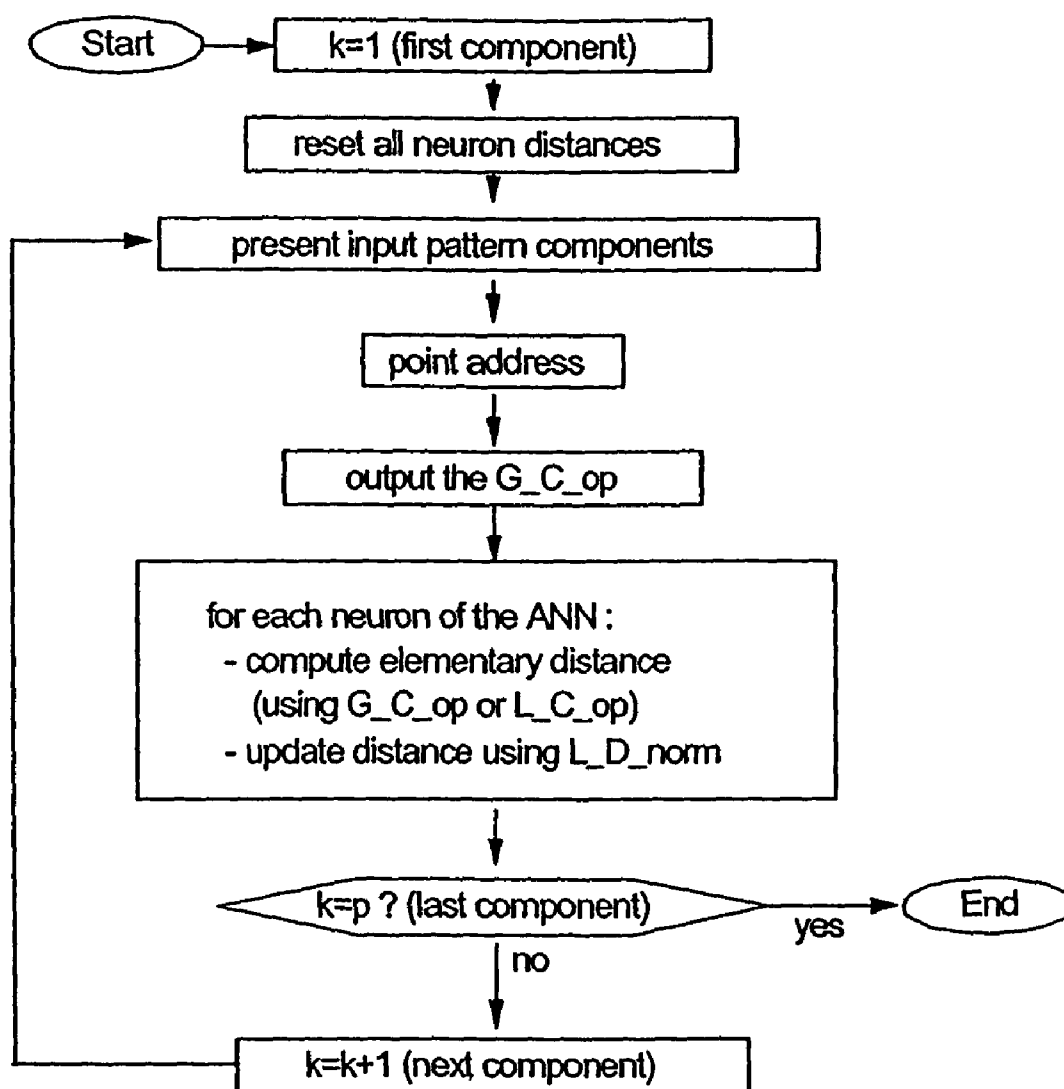 Start
k=1 (first component)
reset all neuron distances
present input pattern components
point address
output the G_C_op
for each neuron of the ANN :
- compute elementary distance
(using G_C_op or L_C_op)
- update distance using L_D_norm
k=p ? (last component)
yes
End
no
k=k+1 (next component)